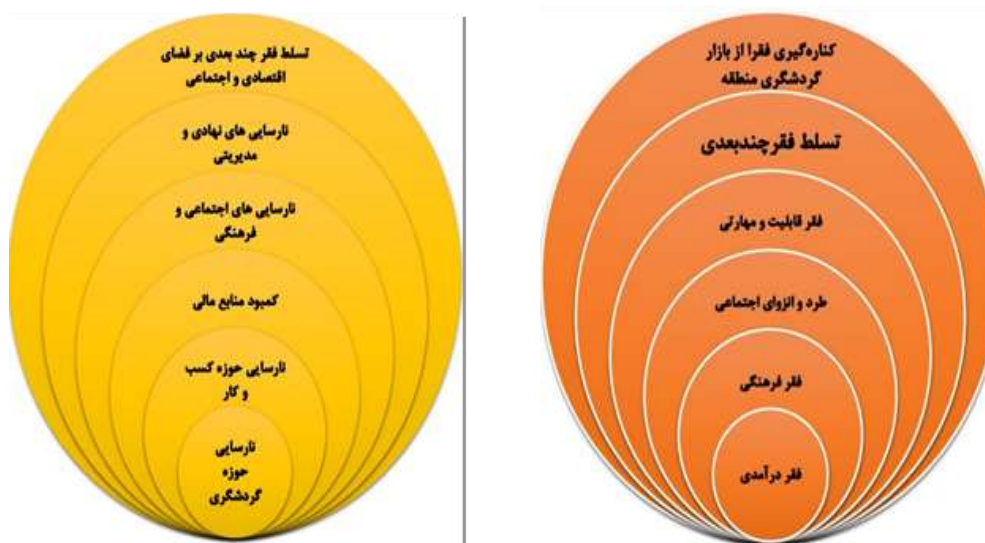 کناره‌گیری فقرا از بازار
گردشگری منطقه
تسلط فقرچندبعدی
فقر قابلیت و مهارتی
طرد و انزوای اجتماعی
فقر فرهنگی
فقر درآمدی
تسلط فقر چند بعدی بر فضای
اقتصادی و اجتماعی
نارسایی های نهادی و
مدیریتی
نارسایی های اجتماعی و
فرهنگی
کمبود منابع مالی
نارسایی حوزه کسب
و کار
نارسایی
حوزه
گردشگری